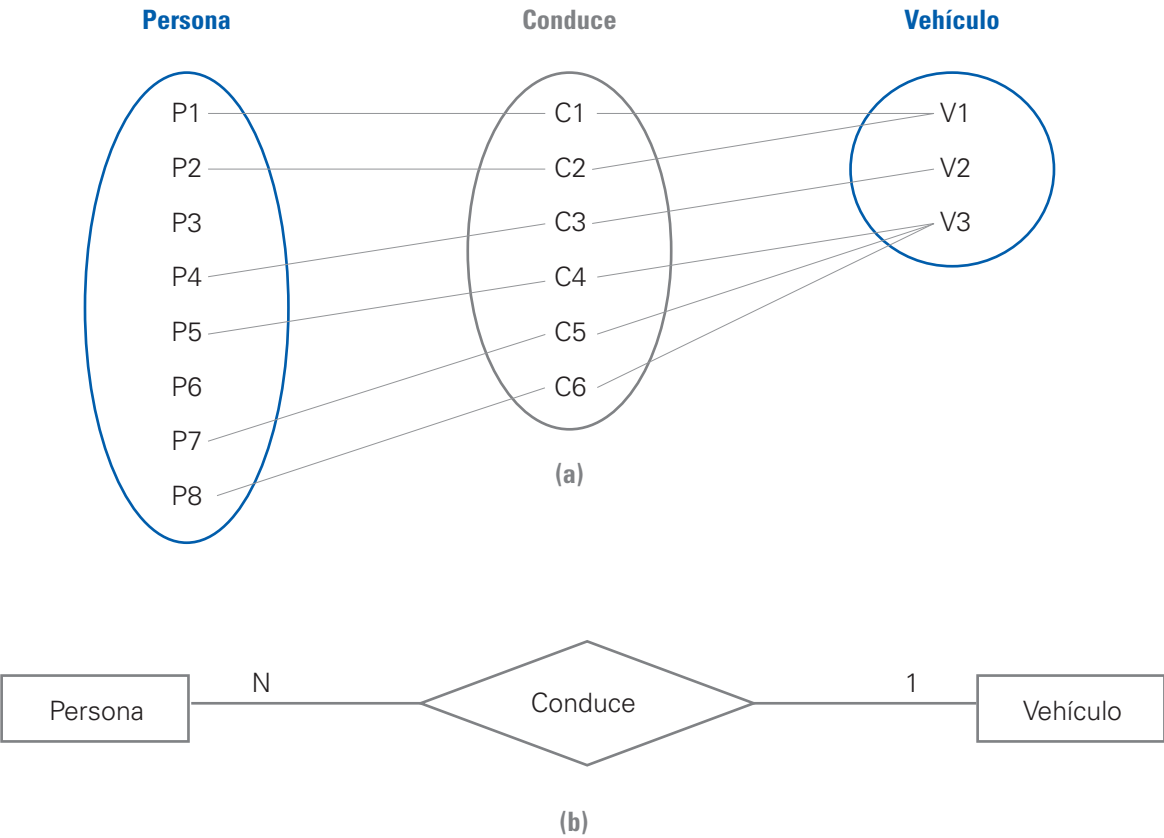 Persona Conduce Vehículo
P1 C1 V1
P2 C2 V2
P3 C3 V3
P4 C4
P5 C5
P6 C6
P7
(a)
P8
N 1
Persona Conduce Vehículo
(b)